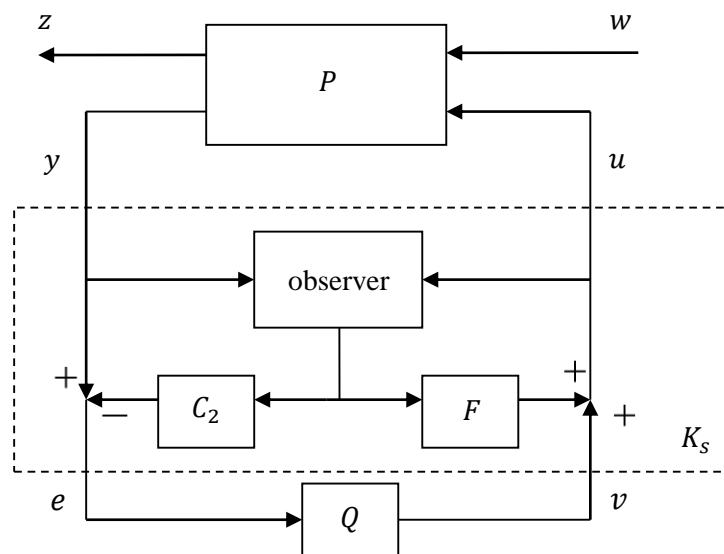 z w
P
y u
observer
+ +
− C₂ F +
K_s
e Q v